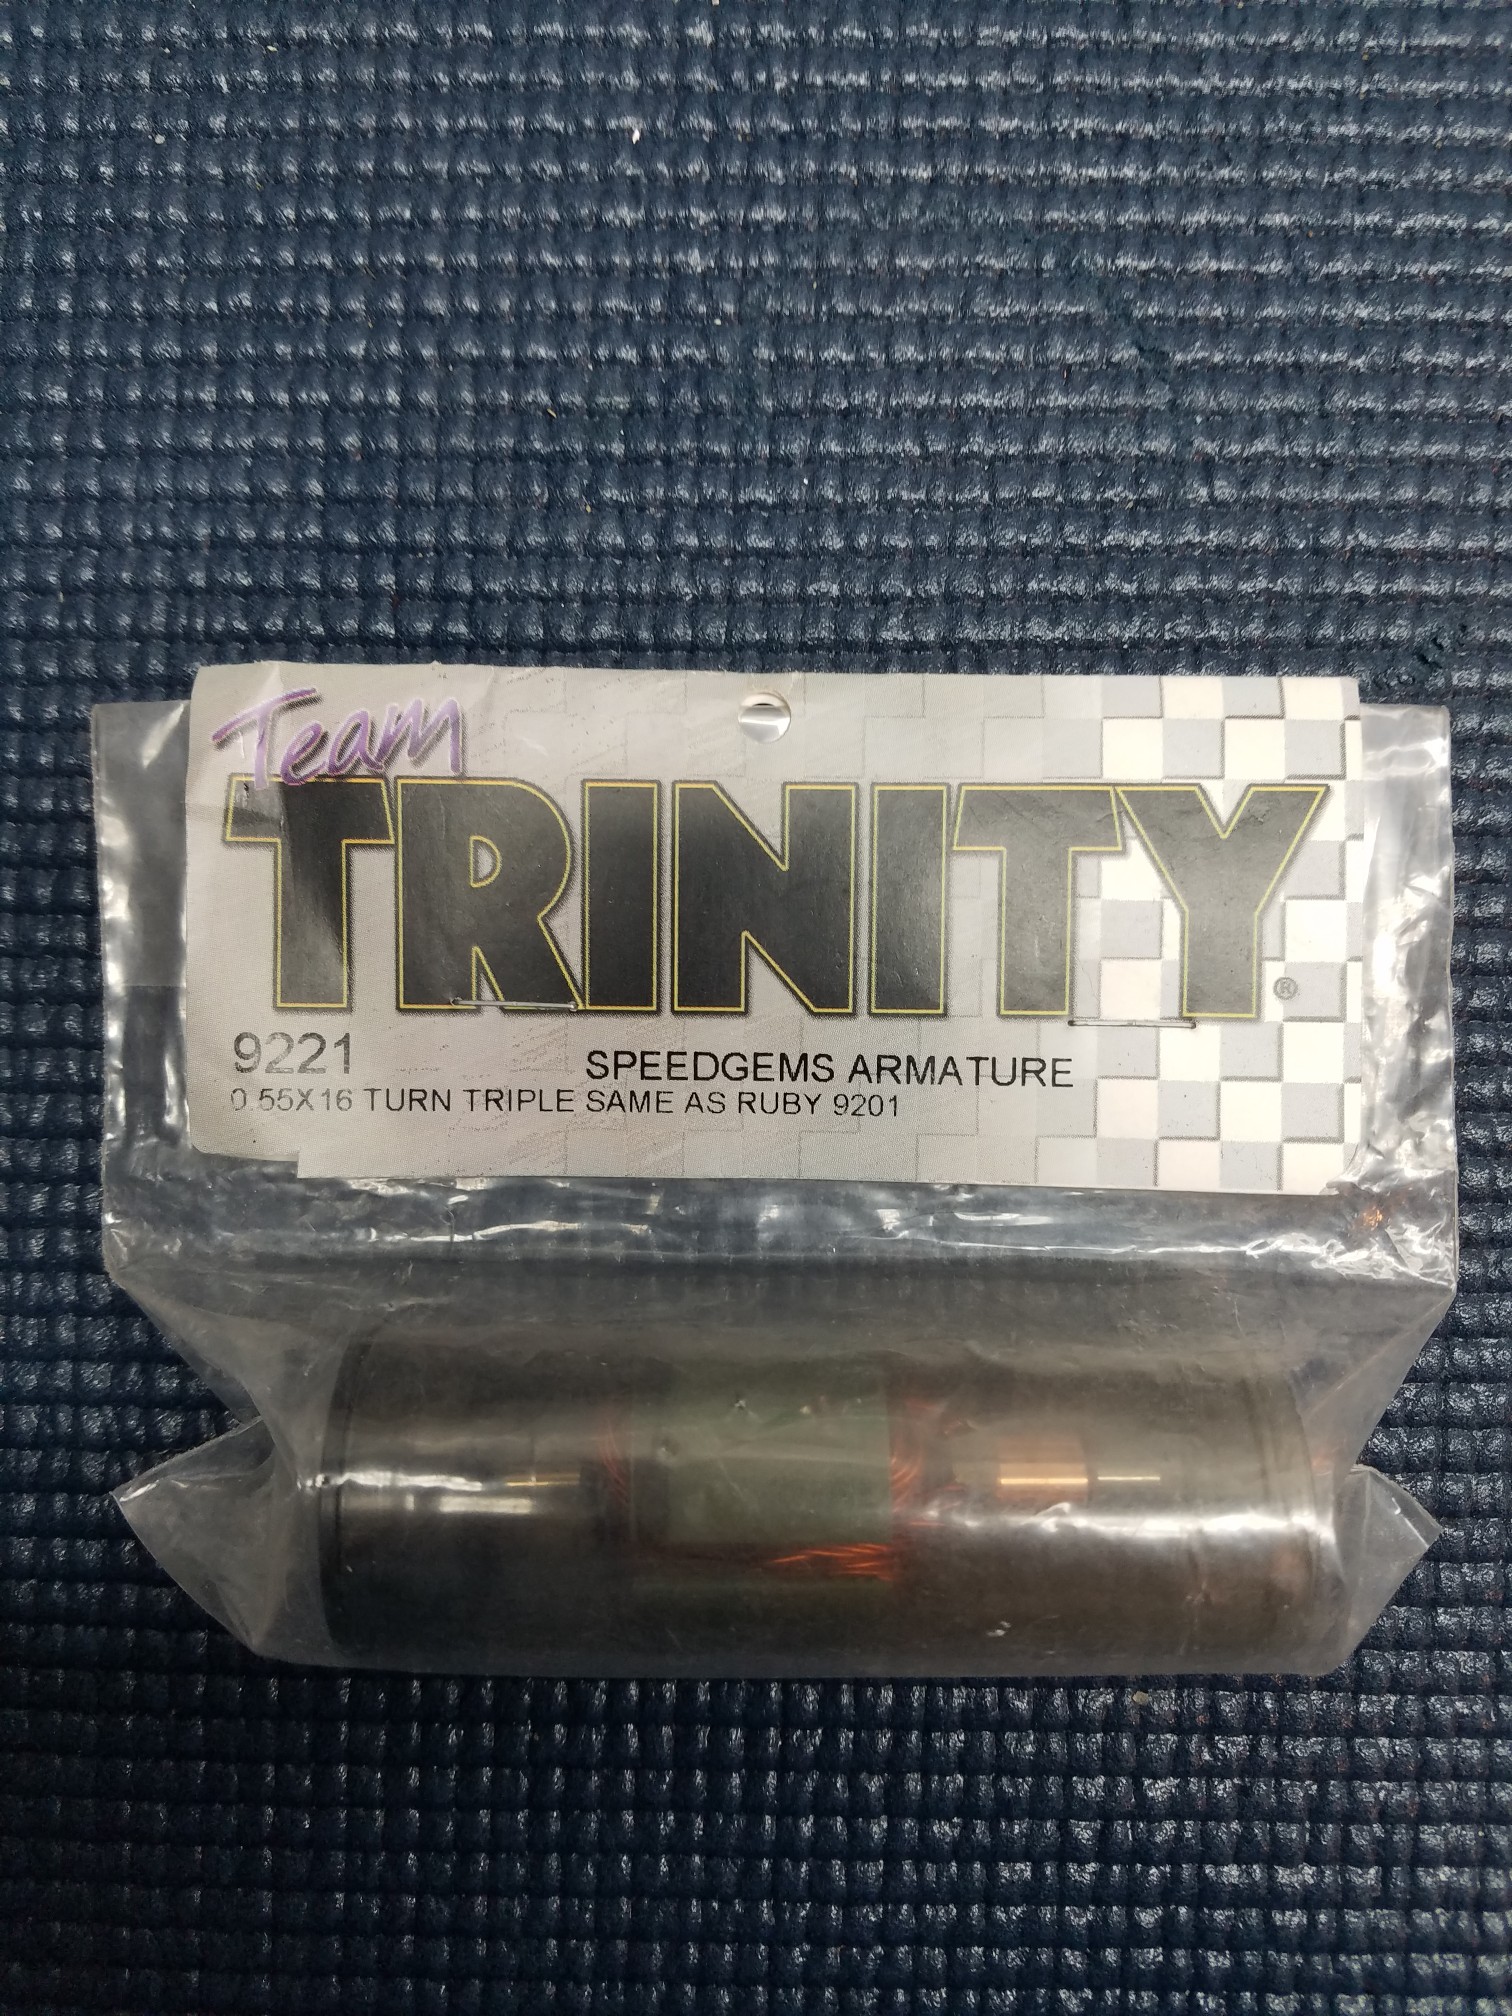 Team
TRINITY®
9221 SPEEDGEMS ARMATURE
0.55X16 TURN TRIPLE SAME AS RUBY 9201